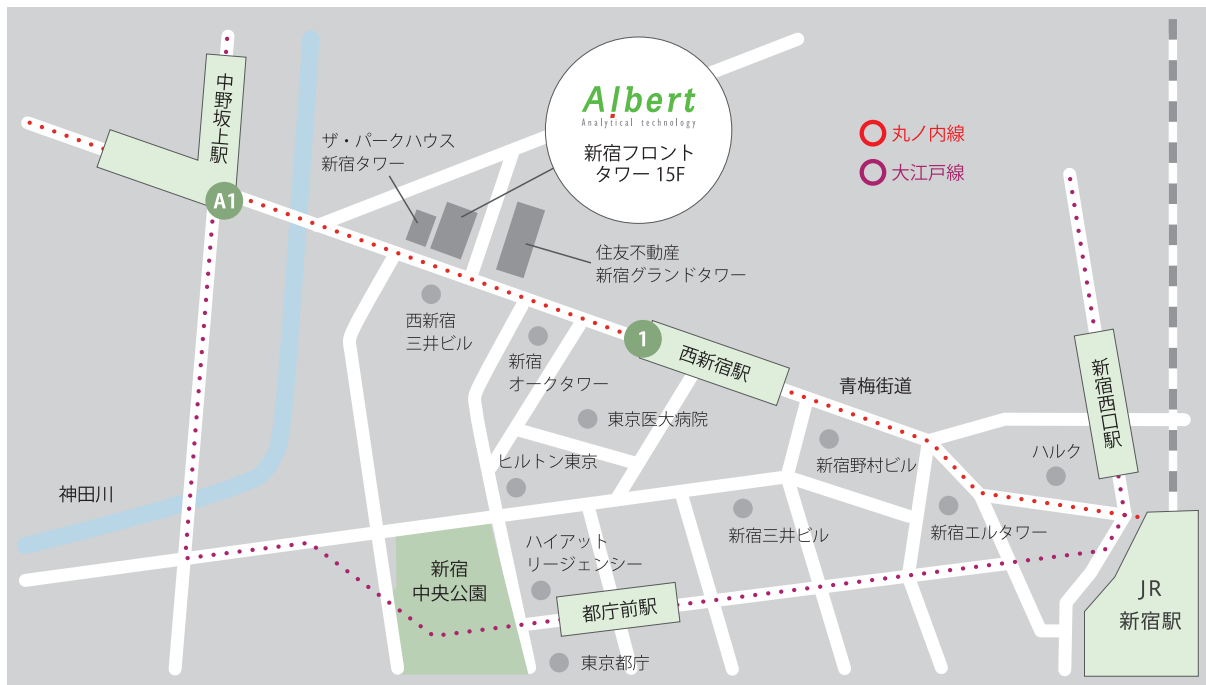 中野坂上駅
A1
ザ・パークハウス
新宿タワー
Albert
Analytical technology
新宿フロント
タワー 15F
丸ノ内線
大江戸線
住友不動産
新宿グランドタワー
西新宿
三井ビル
新宿
オークタワー
1
西新宿駅
青梅街道
新宿西口駅
東京医大病院
ヒルトン東京
新宿野村ビル
ハルク
神田川
新宿三井ビル
新宿エルタワー
ハイアット
リージェンシー
新宿
中央公園
都庁前駅
JR
新宿駅
東京都庁